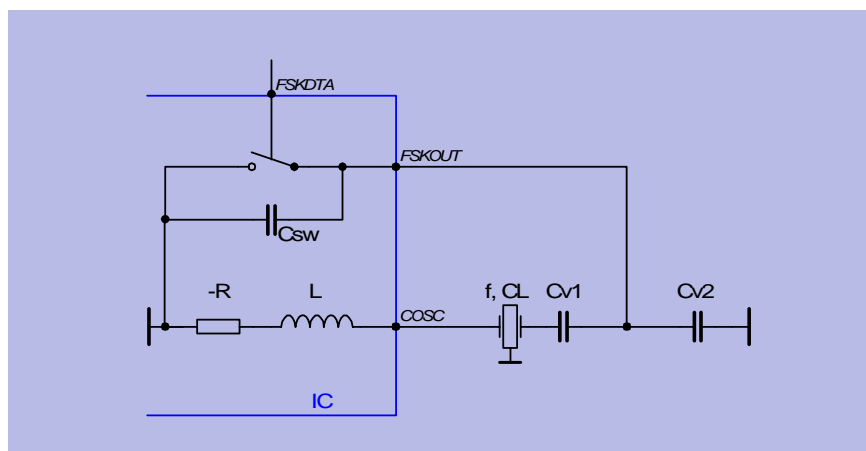 FSKDTA
FSKOUT
Csw
-R L f, CL Cv1 Cv2
COSC
IC